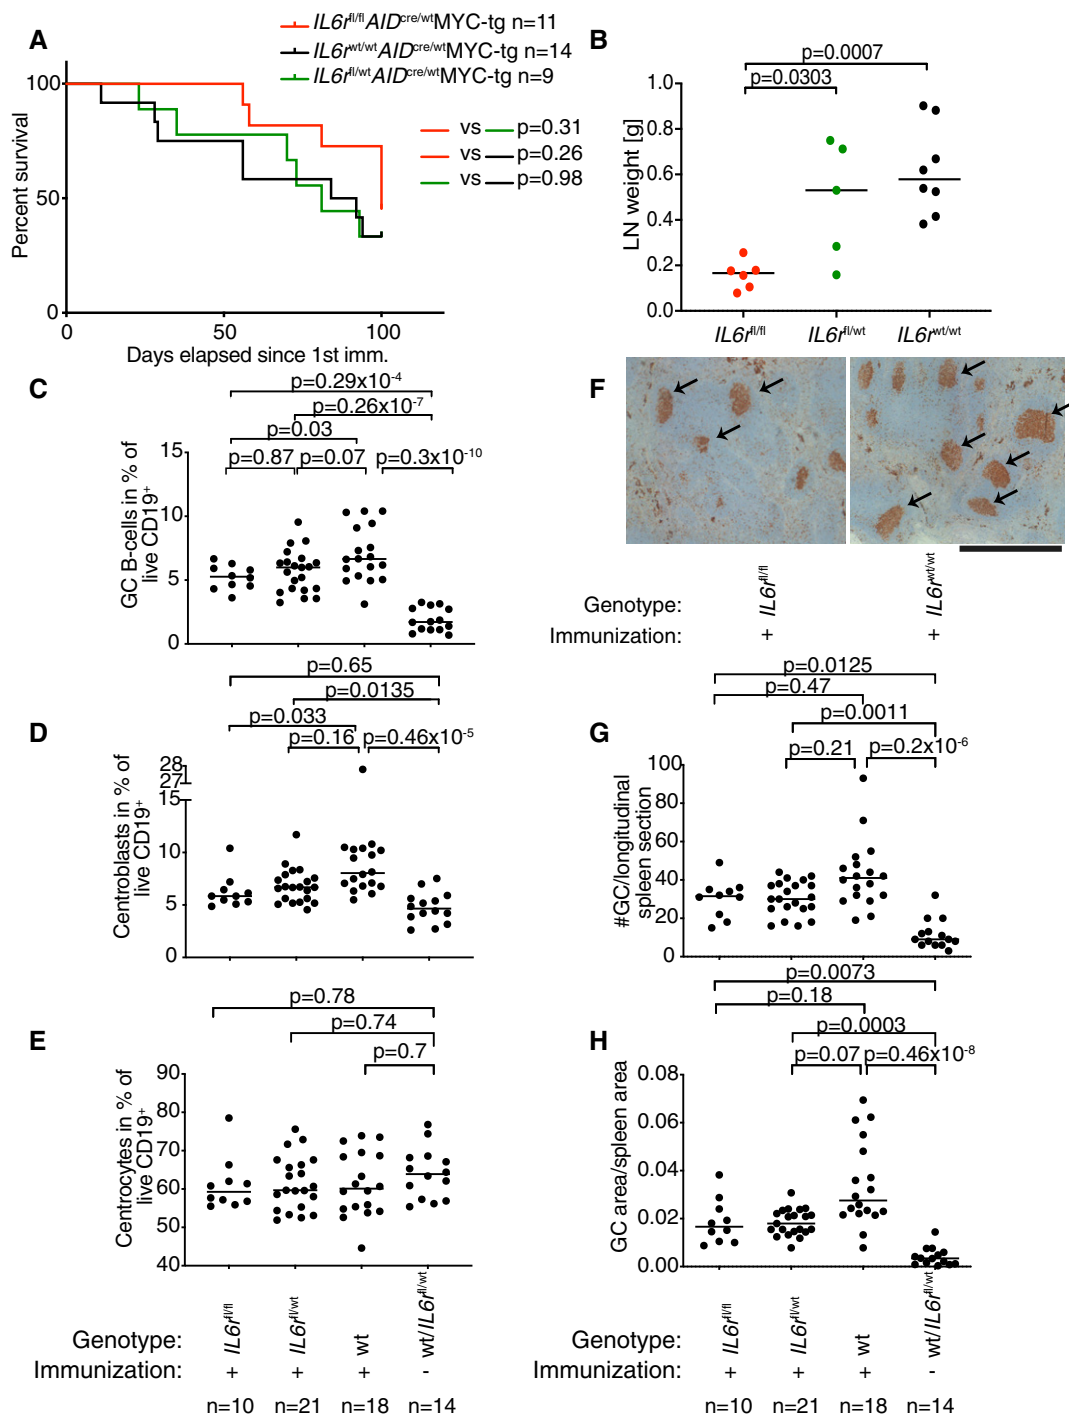 A
IL6r^fl/fl AID^cre/wt MYC-tg n=11
IL6r^wt/wt AID^cre/wt MYC-tg n=14
IL6r^fl/wt AID^cre/wt MYC-tg n=9
vs p=0.31
vs p=0.26
vs p=0.98
Percent survival
100
50
0
0 50 100
Days elapsed since 1st imm.
B
p=0.0007
p=0.0303
LN weight [g]
1.0
0.8
0.6
0.4
0.2
0.0
IL6r^fl/fl IL6r^fl/wt IL6r^wt/wt
C
p=0.29x10^-4
p=0.26x10^-7
p=0.03
p=0.87 p=0.07 p=0.3x10^-10
GC B-cells in % of
live CD19+
15
10
5
0
F
Genotype: IL6r^fl/fl IL6r^wt/wt
Immunization: + +
D
p=0.65
p=0.0135
p=0.033
p=0.16 p=0.46x10^-5
Centroblasts in % of
live CD19+
28
27
15
10
5
0
G
p=0.0125
p=0.47
p=0.0011
p=0.21 p=0.2x10^-6
#GC/longitudinal
spleen section
100
80
60
40
20
0
E
p=0.78
p=0.74
p=0.7
Centrocytes in % of
live CD19+
90
80
70
60
50
40
Genotype: IL6r^fl/fl IL6r^fl/wt wt wt/IL6r^fl/wt
Immunization: + + + -
n=10 n=21 n=18 n=14
H
p=0.0073
p=0.18
p=0.0003
p=0.07 p=0.46x10^-8
GC area/spleen area
0.08
0.06
0.04
0.02
0.00
Genotype: IL6r^fl/fl IL6r^fl/wt wt wt/IL6r^fl/wt
Immunization: + + + -
n=10 n=21 n=18 n=14